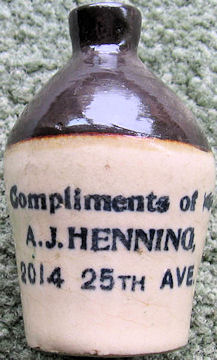 Compliments of
A.J. HENNING,
2014 25TH AVE